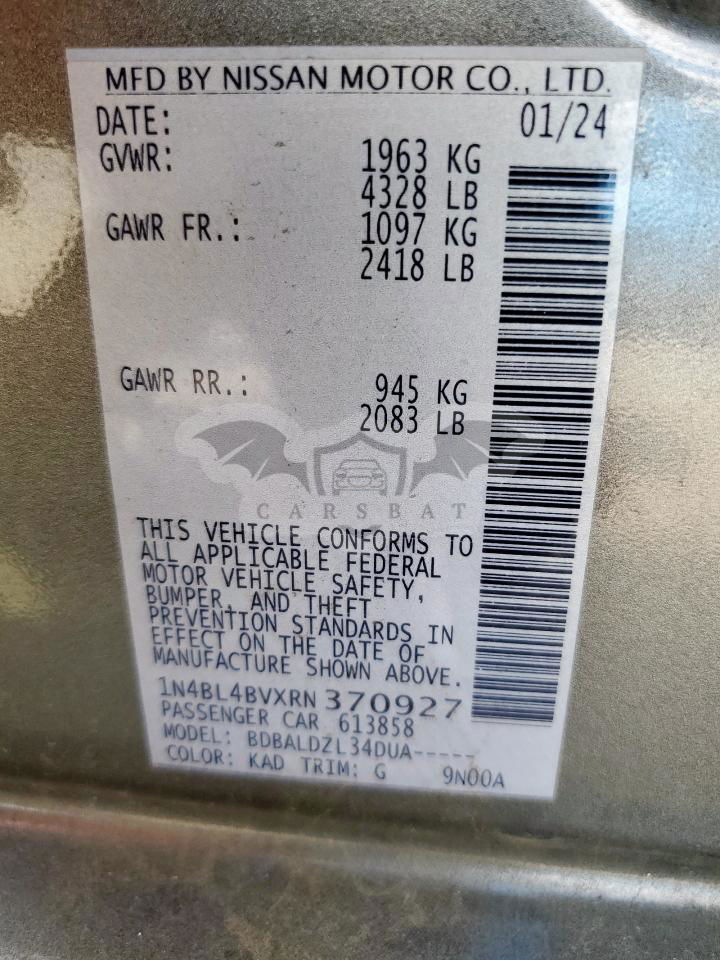 MFD BY NISSAN MOTOR CO., LTD.
DATE: 01/24
GVWR: 1963 KG
4328 LB
GAWR FR.: 1097 KG
2418 LB
GAWR RR.: 945 KG
2083 LB
CARSBAT
THIS VEHICLE CONFORMS TO
ALL APPLICABLE FEDERAL
MOTOR VEHICLE SAFETY,
BUMPER, AND THEFT
PREVENTION STANDARDS IN
EFFECT ON THE DATE OF
MANUFACTURE SHOWN ABOVE.
1N4BL4BVXRN370927
PASSENGER CAR 613858
MODEL: BDBALDZL34DUA-----
COLOR: KAD TRIM: G 9N00A